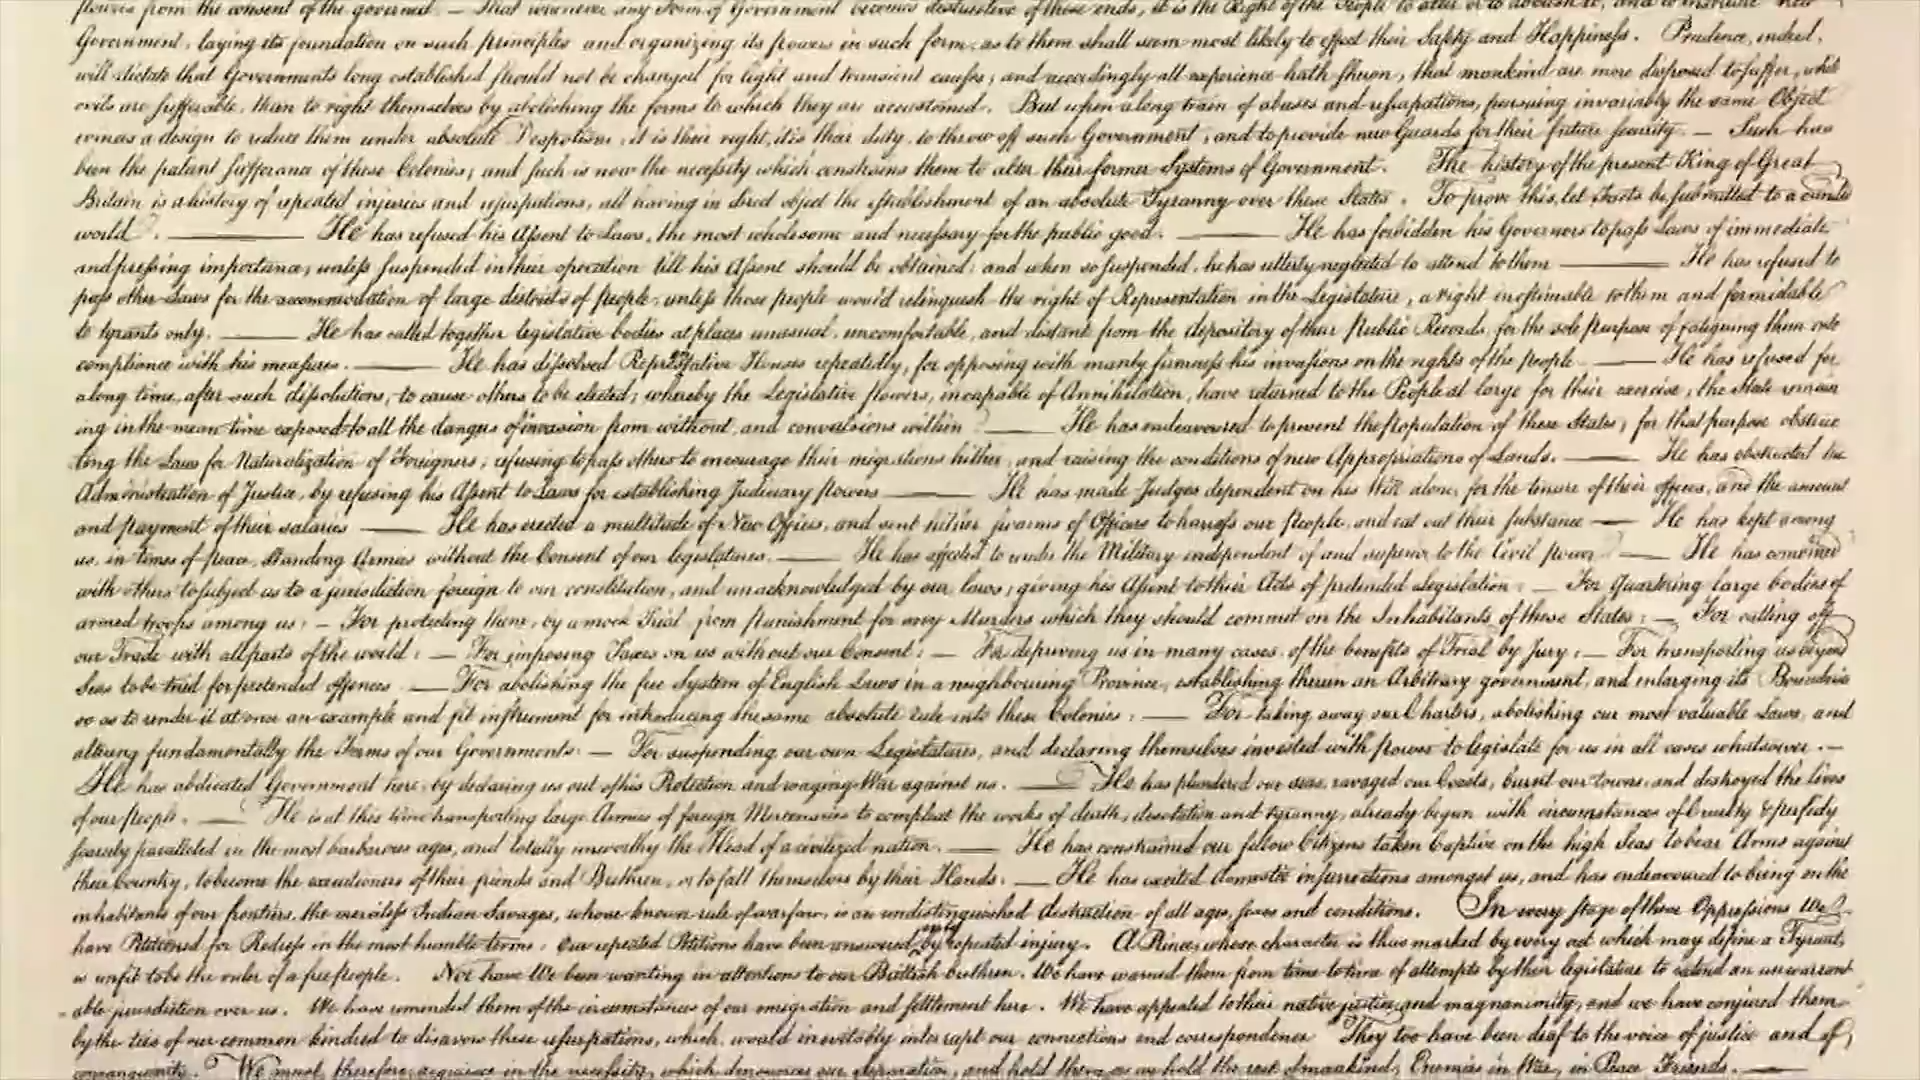 powers from the consent of the governed. — That whenever any Form of Government becomes destructive of these ends, it is the Right of the People to alter or to abolish it, and to institute new
Government, laying its foundation on such principles and organizing its powers in such form, as to them shall seem most likely to effect their Safety and Happiness. Prudence, indeed,
will dictate that Governments long established should not be changed for light and transient causes; and accordingly all experience hath shewn, that mankind are more disposed to suffer, while
evils are sufferable, than to right themselves by abolishing the forms to which they are accustomed. But when a long train of abuses and usurpations, pursuing invariably the same Object
evinces a design to reduce them under absolute Despotism, it is their right, it is their duty, to throw off such Government, and to provide new Guards for their future security. — Such has
been the patient sufferance of these Colonies; and such is now the necessity which constrains them to alter their former Systems of Government. The history of the present King of Great
Britain is a history of repeated injuries and usurpations, all having in direct object the establishment of an absolute Tyranny over these States. To prove this, let Facts be submitted to a candid
world. — He has refused his Assent to Laws, the most wholesome and necessary for the public good. — He has forbidden his Governors to pass Laws of immediate
and pressing importance, unless suspended in their operation till his Assent should be obtained; and when so suspended, he has utterly neglected to attend to them — He has refused to
pass other Laws for the accommodation of large districts of people, unless those people would relinquish the right of Representation in the Legislature, a right inestimable to them and formidable
to tyrants only. — He has called together legislative bodies at places unusual, uncomfortable, and distant from the depository of their Public Records, for the sole purpose of fatiguing them into
compliance with his measures. — He has dissolved Representative Houses repeatedly, for opposing with manly firmness his invasions on the rights of the people — He has refused for
a long time, after such dissolutions, to cause others to be elected; whereby the Legislative powers, incapable of Annihilation, have returned to the People at large for their exercise; the State remain
ing in the mean time exposed to all the dangers of invasion from without, and convulsions within. — He has endeavoured to prevent the population of these States; for that purpose obstruc
ting the Laws for Naturalization of Foreigners; refusing to pass others to encourage their migrations hither, and raising the conditions of new Appropriations of Lands. — He has obstructed the
Administration of Justice, by refusing his Assent to Laws for establishing Judiciary powers — He has made Judges dependent on his Will alone, for the tenure of their offices, and the amount
and payment of their salaries — He has erected a multitude of New Offices, and sent hither swarms of Officers to harrass our People, and eat out their substance — He has kept among
us, in times of peace, Standing Armies without the Consent of our legislatures. — He has affected to render the Military independent of and superior to the Civil power. — He has combined
with others to subject us to a jurisdiction foreign to our constitution, and unacknowledged by our laws; giving his Assent to their Acts of pretended Legislation: — For quartering large bodies of
armed troops among us: — For protecting them, by a mock Trial, from punishment for any Murders which they should commit on the Inhabitants of these States: — For cutting off
our Trade with all parts of the world: — For imposing Taxes on us without our Consent: — For depriving us in many cases, of the benefits of Trial by Jury: — For transporting us beyond
Seas to be tried for pretended offences — For abolishing the free System of English Laws in a neighbouring Province, establishing therein an Arbitrary government, and enlarging its Boundaries
so as to render it at once an example and fit instrument for introducing the same absolute rule into these Colonies: — For taking away our Charters, abolishing our most valuable Laws, and
altering fundamentally the Forms of our Governments: — For suspending our own Legislatures, and declaring themselves invested with power to legislate for us in all cases whatsoever. —
He has abdicated Government here, by declaring us out of his Protection and waging War against us. — He has plundered our seas, ravaged our Coasts, burnt our towns, and destroyed the lives
of our people. — He is at this time transporting large Armies of foreign Mercenaries to compleat the works of death, desolation and tyranny, already begun with circumstances of Cruelty & perfidy
scarcely paralleled in the most barbarous ages, and totally unworthy the Head of a civilized nation. — He has constrained our fellow Citizens taken Captive on the high Seas to bear Arms against
their Country, to become the executioners of their friends and Brethren, or to fall themselves by their Hands. — He has excited domestic insurrections amongst us, and has endeavoured to bring on the
inhabitants of our frontiers, the merciless Indian Savages, whose known rule of warfare, is an undistinguished destruction of all ages, sexes and conditions. In every stage of these Oppressions We
have Petitioned for Redress in the most humble terms: Our repeated Petitions have been answered only by repeated injury. A Prince, whose character is thus marked by every act which may define a Tyrant,
is unfit to be the ruler of a free people. Nor have We been wanting in attentions to our Brittish brethren. We have warned them from time to time of attempts by their legislature to extend an unwarrant
able jurisdiction over us. We have reminded them of the circumstances of our emigration and settlement here. We have appealed to their native justice and magnanimity, and we have conjured them
by the ties of our common kindred to disavow these usurpations, which, would inevitably interrupt our connections and correspondence They too have been deaf to the voice of justice and of
consanguinity. We must, therefore, acquiesce in the necessity, which denounces our Separation, and hold them, as we hold the rest of mankind, Enemies in War, in Peace Friends. —